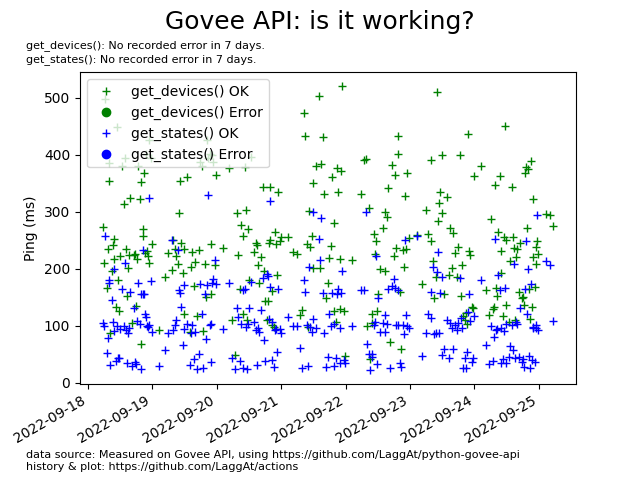 Govee API: is it working?
get_devices(): No recorded error in 7 days.
get_states(): No recorded error in 7 days.
get_devices() OK
get_devices() Error
get_states() OK
get_states() Error
Ping (ms)
500
400
300
200
100
0
2022-09-18
2022-09-19
2022-09-20
2022-09-21
2022-09-22
2022-09-23
2022-09-24
2022-09-25
data source: Measured on Govee API, using https://github.com/LaggAt/python-govee-api
history & plot: https://github.com/LaggAt/actions